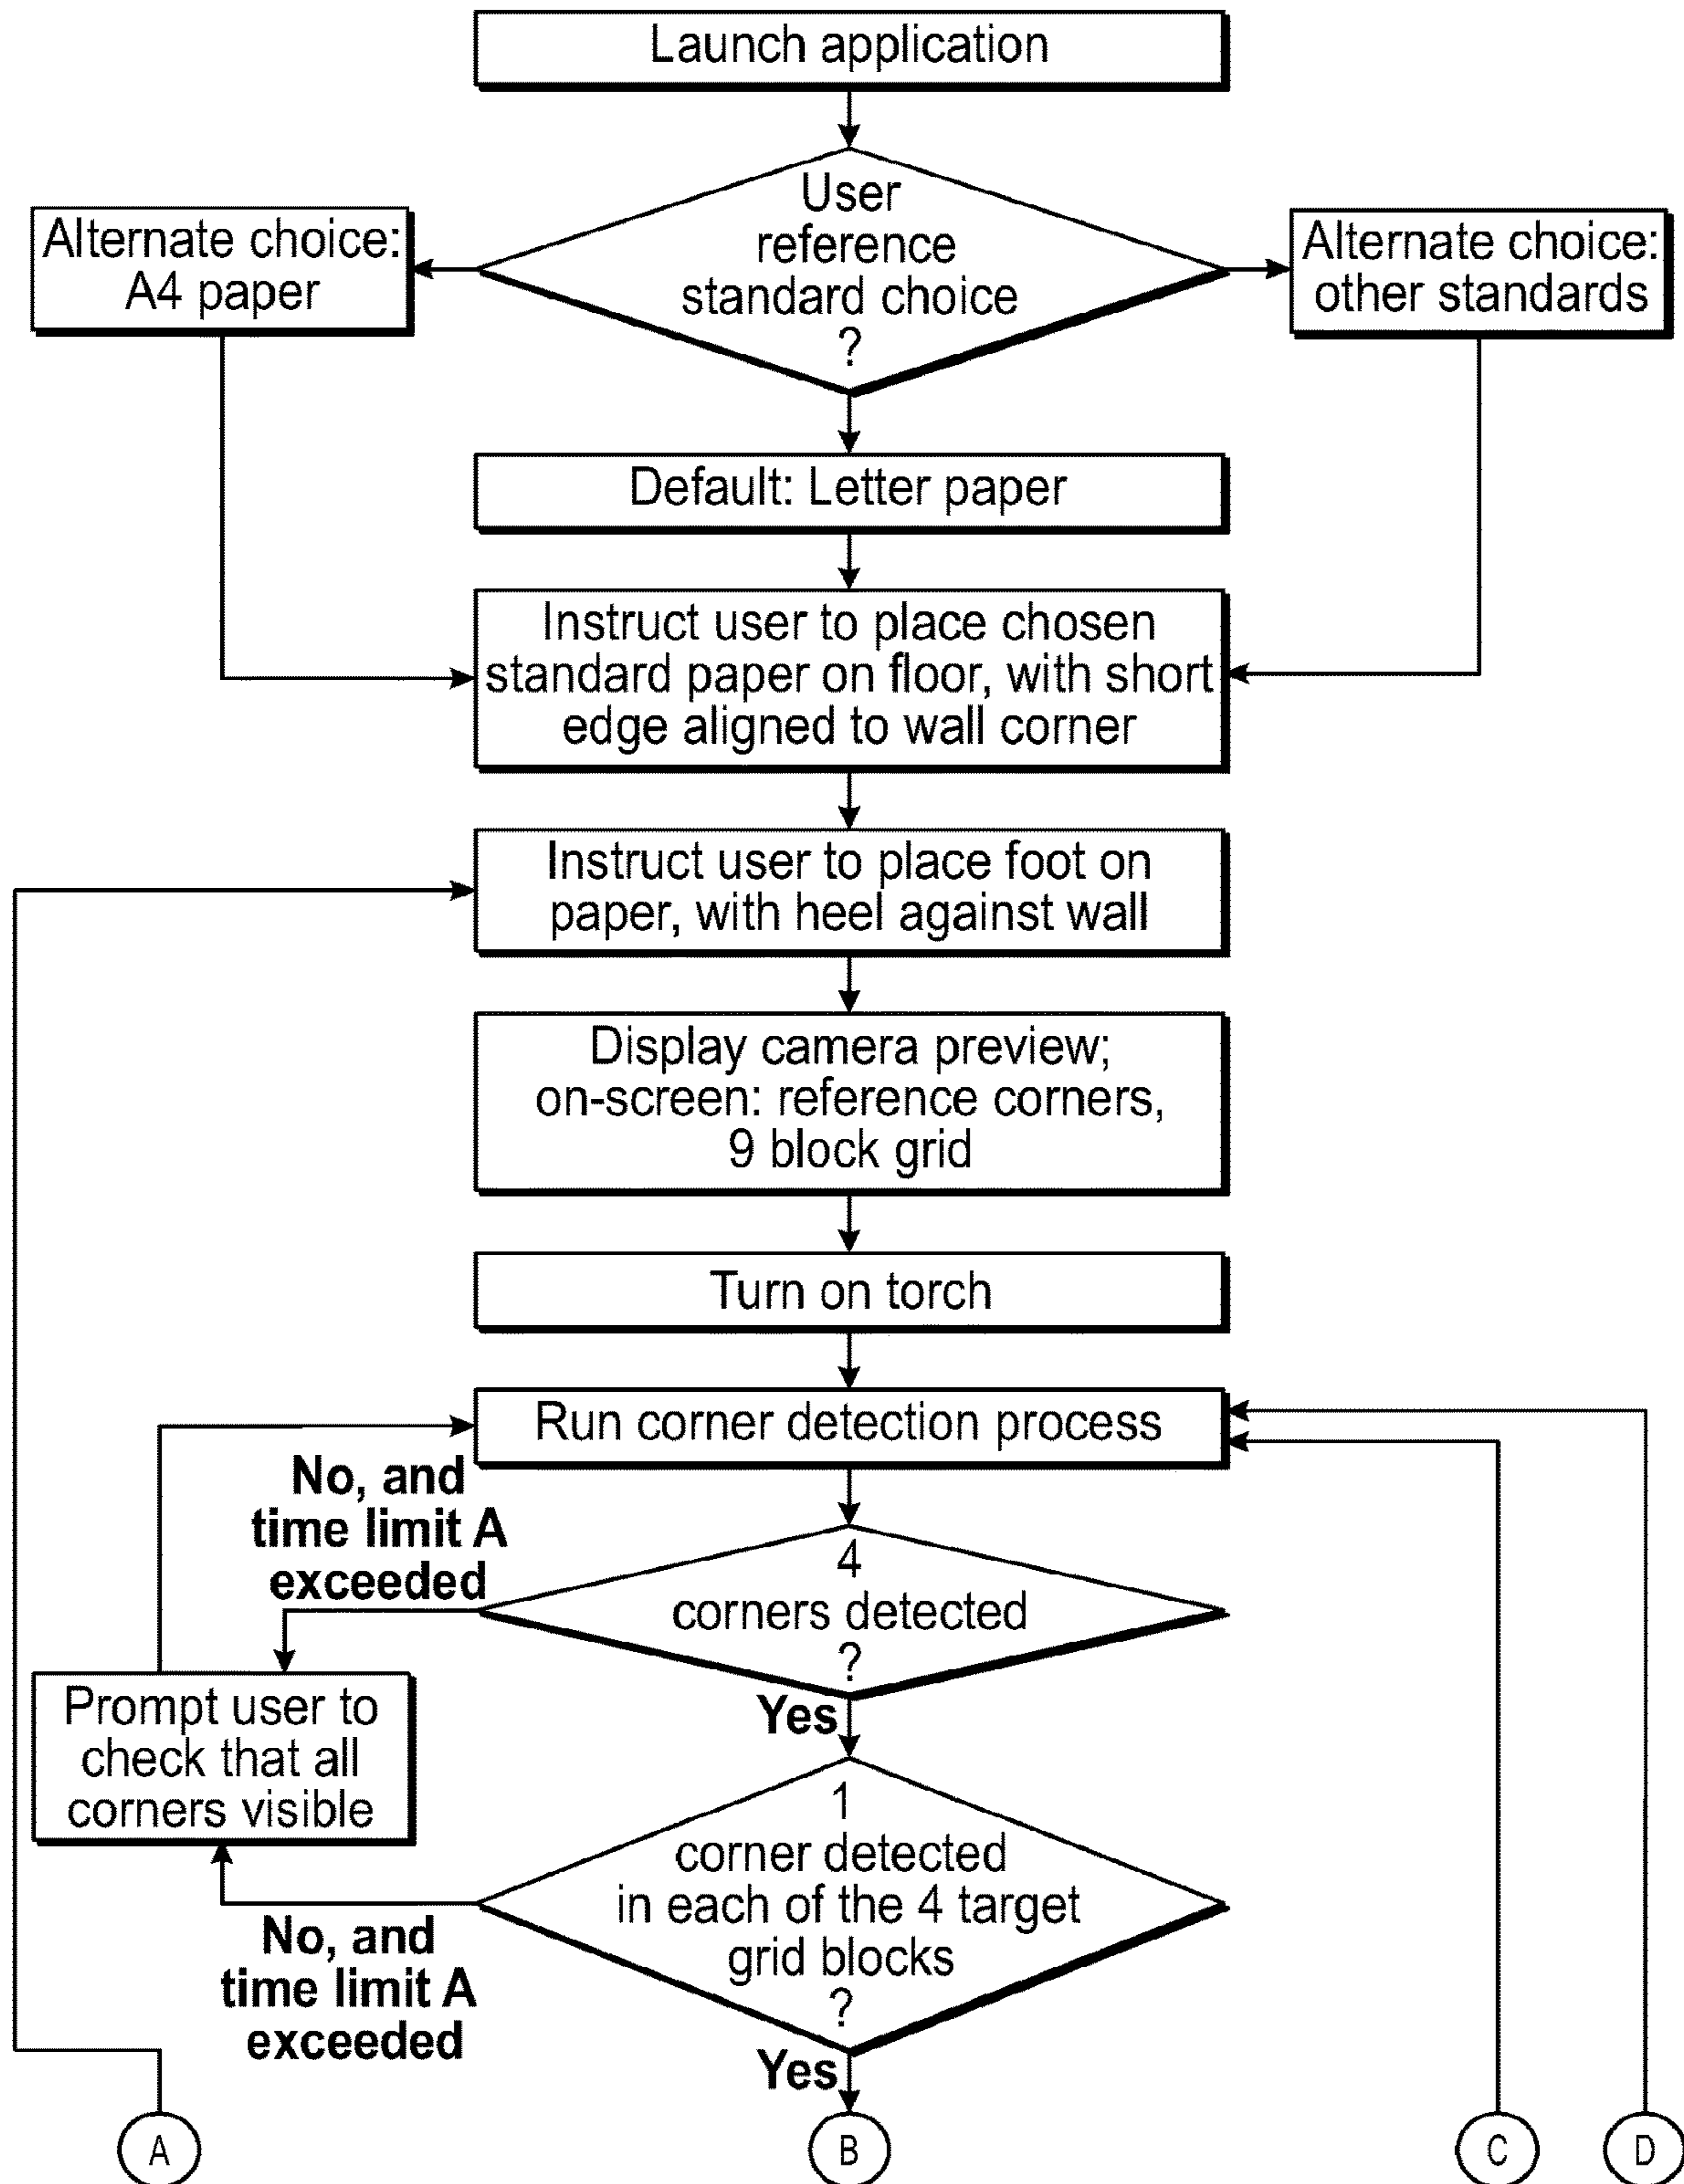 Launch application
User
reference
standard choice
?
Alternate choice:
A4 paper
Alternate choice:
other standards
Default: Letter paper
Instruct user to place chosen
standard paper on floor, with short
edge aligned to wall corner
Instruct user to place foot on
paper, with heel against wall
Display camera preview;
on-screen: reference corners,
9 block grid
Turn on torch
Run corner detection process
No, and
time limit A
exceeded
4
corners detected
?
Yes
Prompt user to
check that all
corners visible
1
corner detected
in each of the 4 target
grid blocks
?
No, and
time limit A
exceeded
Yes
A
B
C
D